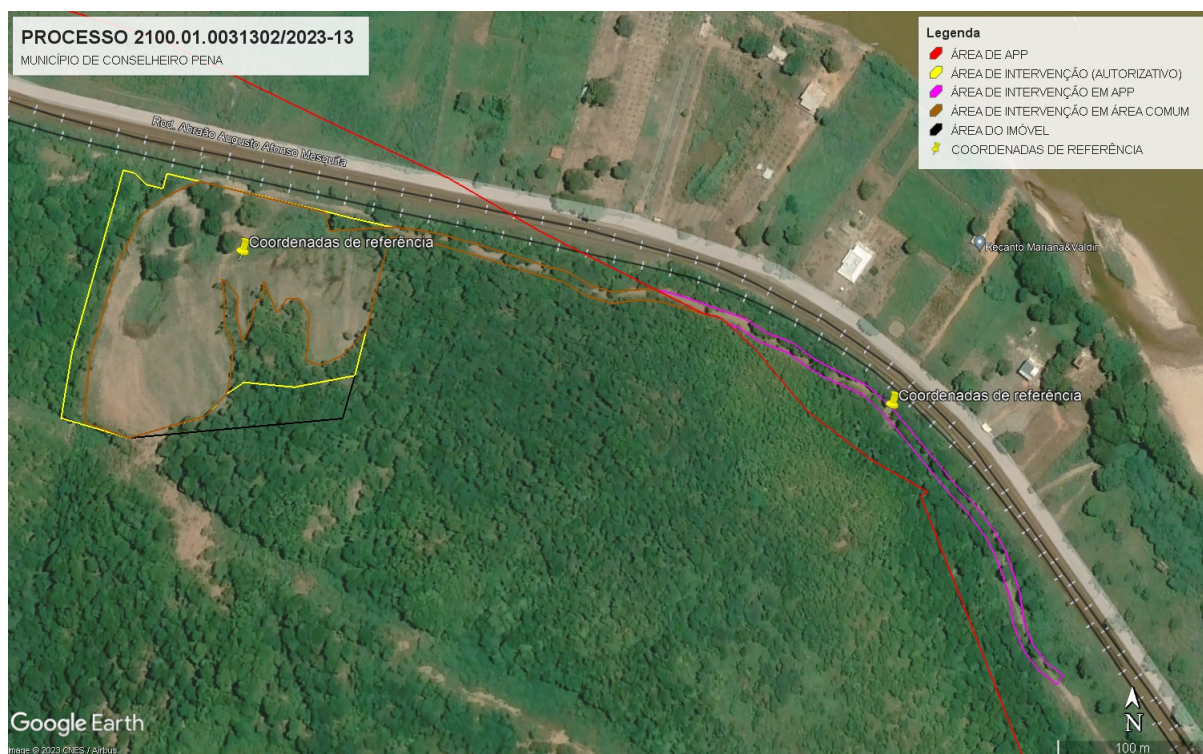 PROCESSO 2100.01.0031302/2023-13
MUNICÍPIO DE CONSELHEIRO PENA
Legenda
ÁREA DE APP
ÁREA DE INTERVENÇÃO (AUTORIZATIVO)
ÁREA DE INTERVENÇÃO EM APP
ÁREA DE INTERVENÇÃO EM ÁREA COMUM
ÁREA DO IMÓVEL
COORDENADAS DE REFERÊNCIA
Rod. Abraão Augusto Afonso Mesquita
Coordenadas de referência
Recanto Mariana&Valdir
Coordenadas de referência
Google Earth
Image © 2023 CNES / Airbus
N
100 m